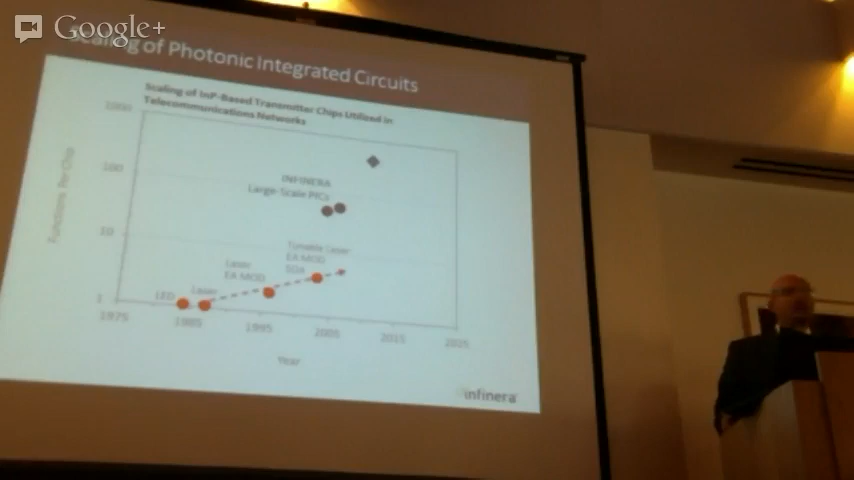 Google+
Scaling of Photonic Integrated Circuits
Scaling of InP-Based Transmitter Chips Utilized in
Telecommunications Networks
1000
100
10
1
Functions Per Chip
INFINERA
Large-Scale PICs
Tunable Laser
EA MOD
SOA
Laser
EA MOD
LED
Laser
1975
1985
1995
2005
2015
2025
Year
infinera